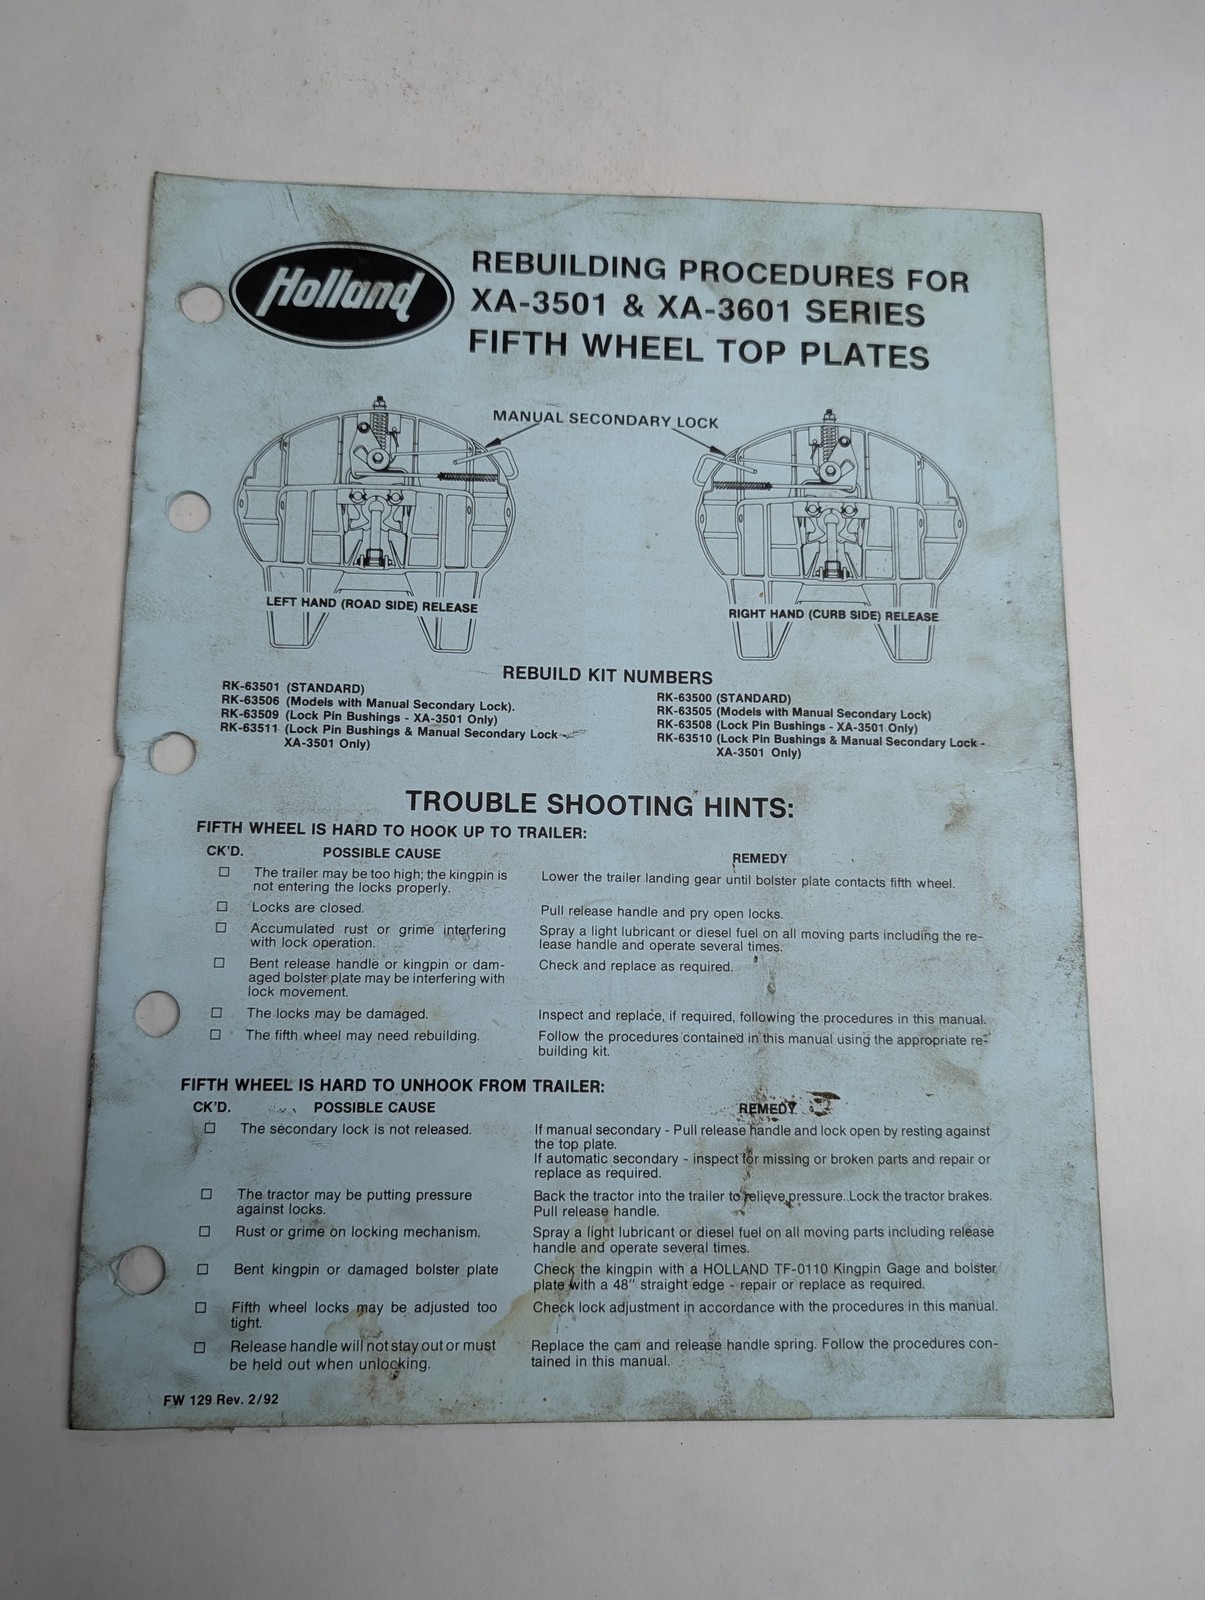 Holland
REBUILDING PROCEDURES FOR
XA-3501 & XA-3601 SERIES
FIFTH WHEEL TOP PLATES
MANUAL SECONDARY LOCK
LEFT HAND (ROAD SIDE) RELEASE
RIGHT HAND (CURB SIDE) RELEASE
REBUILD KIT NUMBERS
RK-63501 (STANDARD)
RK-63506 (Models with Manual Secondary Lock).
RK-63509 (Lock Pin Bushings - XA-3501 Only)
RK-63511 (Lock Pin Bushings & Manual Secondary Lock -
XA-3501 Only)
RK-63500 (STANDARD)
RK-63505 (Models with Manual Secondary Lock)
RK-63508 (Lock Pin Bushings - XA-3501 Only)
RK-63510 (Lock Pin Bushings & Manual Secondary Lock -
XA-3501 Only)
TROUBLE SHOOTING HINTS:
FIFTH WHEEL IS HARD TO HOOK UP TO TRAILER:
CK'D. POSSIBLE CAUSE REMEDY
The trailer may be too high; the kingpin is
not entering the locks properly.
Lower the trailer landing gear until bolster plate contacts fifth wheel.
Locks are closed.
Pull release handle and pry open locks.
Accumulated rust or grime interfering
with lock operation.
Spray a light lubricant or diesel fuel on all moving parts including the re-
lease handle and operate several times.
Bent release handle or kingpin or dam-
aged bolster plate may be interfering with
lock movement.
Check and replace as required.
The locks may be damaged.
Inspect and replace, if required, following the procedures in this manual.
The fifth wheel may need rebuilding.
Follow the procedures contained in this manual using the appropriate re-
building kit.
FIFTH WHEEL IS HARD TO UNHOOK FROM TRAILER:
CK'D. POSSIBLE CAUSE REMEDY
The secondary lock is not released.
If manual secondary - Pull release handle and lock open by resting against
the top plate.
If automatic secondary - inspect for missing or broken parts and repair or
replace as required.
The tractor may be putting pressure
against locks.
Back the tractor into the trailer to relieve pressure. Lock the tractor brakes.
Pull release handle.
Rust or grime on locking mechanism.
Spray a light lubricant or diesel fuel on all moving parts including release
handle and operate several times.
Bent kingpin or damaged bolster plate
Check the kingpin with a HOLLAND TF-0110 Kingpin Gage and bolster
plate with a 48" straight edge - repair or replace as required.
Fifth wheel locks may be adjusted too
tight.
Check lock adjustment in accordance with the procedures in this manual.
Release handle will not stay out or must
be held out when unlocking.
Replace the cam and release handle spring. Follow the procedures con-
tained in this manual.
FW 129 Rev. 2/92